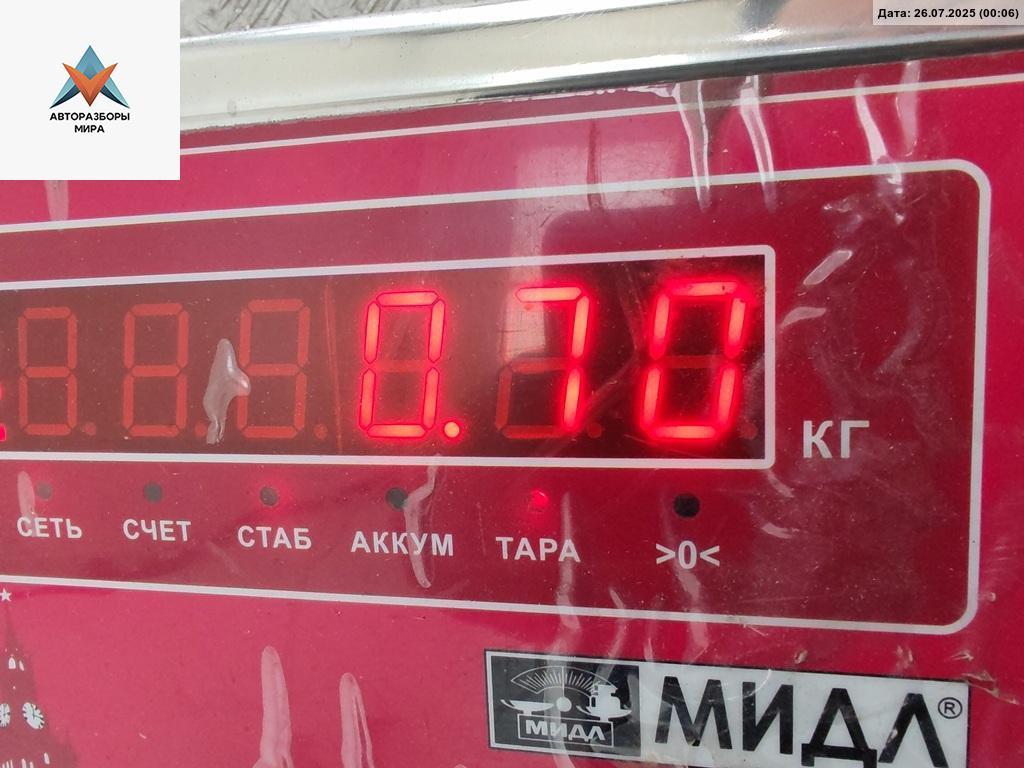 Дата: 26.07.2025 (00:06)
АВТОРАЗБОРЫ
МИРА
0.70
КГ
СЕТЬ СЧЕТ СТАБ АККУМ ТАРА >0<
МИДЛ МИДЛ®